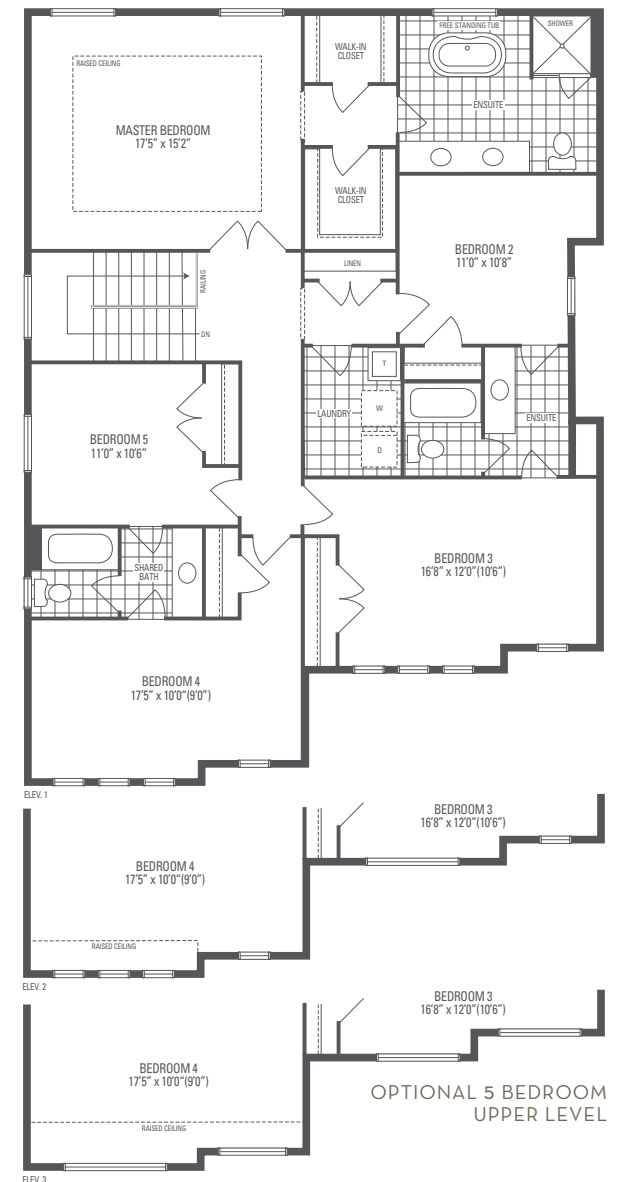 WALK-IN
CLOSET
FREE STANDING TUB
SHOWER
RAISED CEILING
ENSUITE
MASTER BEDROOM
17'5" x 15'2"
WALK-IN
CLOSET
BEDROOM 2
11'0" x 10'8"
LINEN
RAILING
DN
T
LAUNDRY
W
ENSUITE
D
BEDROOM 5
11'0" x 10'6"
SHARED
BATH
BEDROOM 3
16'8" x 12'0"(10'6")
BEDROOM 4
17'5" x 10'0"(9'0")
ELEV. 1
BEDROOM 3
16'8" x 12'0"(10'6")
BEDROOM 4
17'5" x 10'0"(9'0")
RAISED CEILING
ELEV. 2
BEDROOM 3
16'8" x 12'0"(10'6")
BEDROOM 4
17'5" x 10'0"(9'0")
RAISED CEILING
OPTIONAL 5 BEDROOM
UPPER LEVEL
ELEV. 3